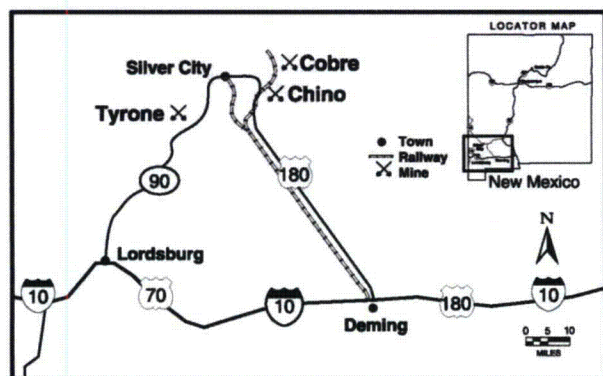 LOCATOR MAP
Silver City
Cobre
Chino
Tyrone
Town
Railway
Mine
New Mexico
90
180
Lordsburg
N
10
70
10
180
10
Deming
0 5 10
MILES